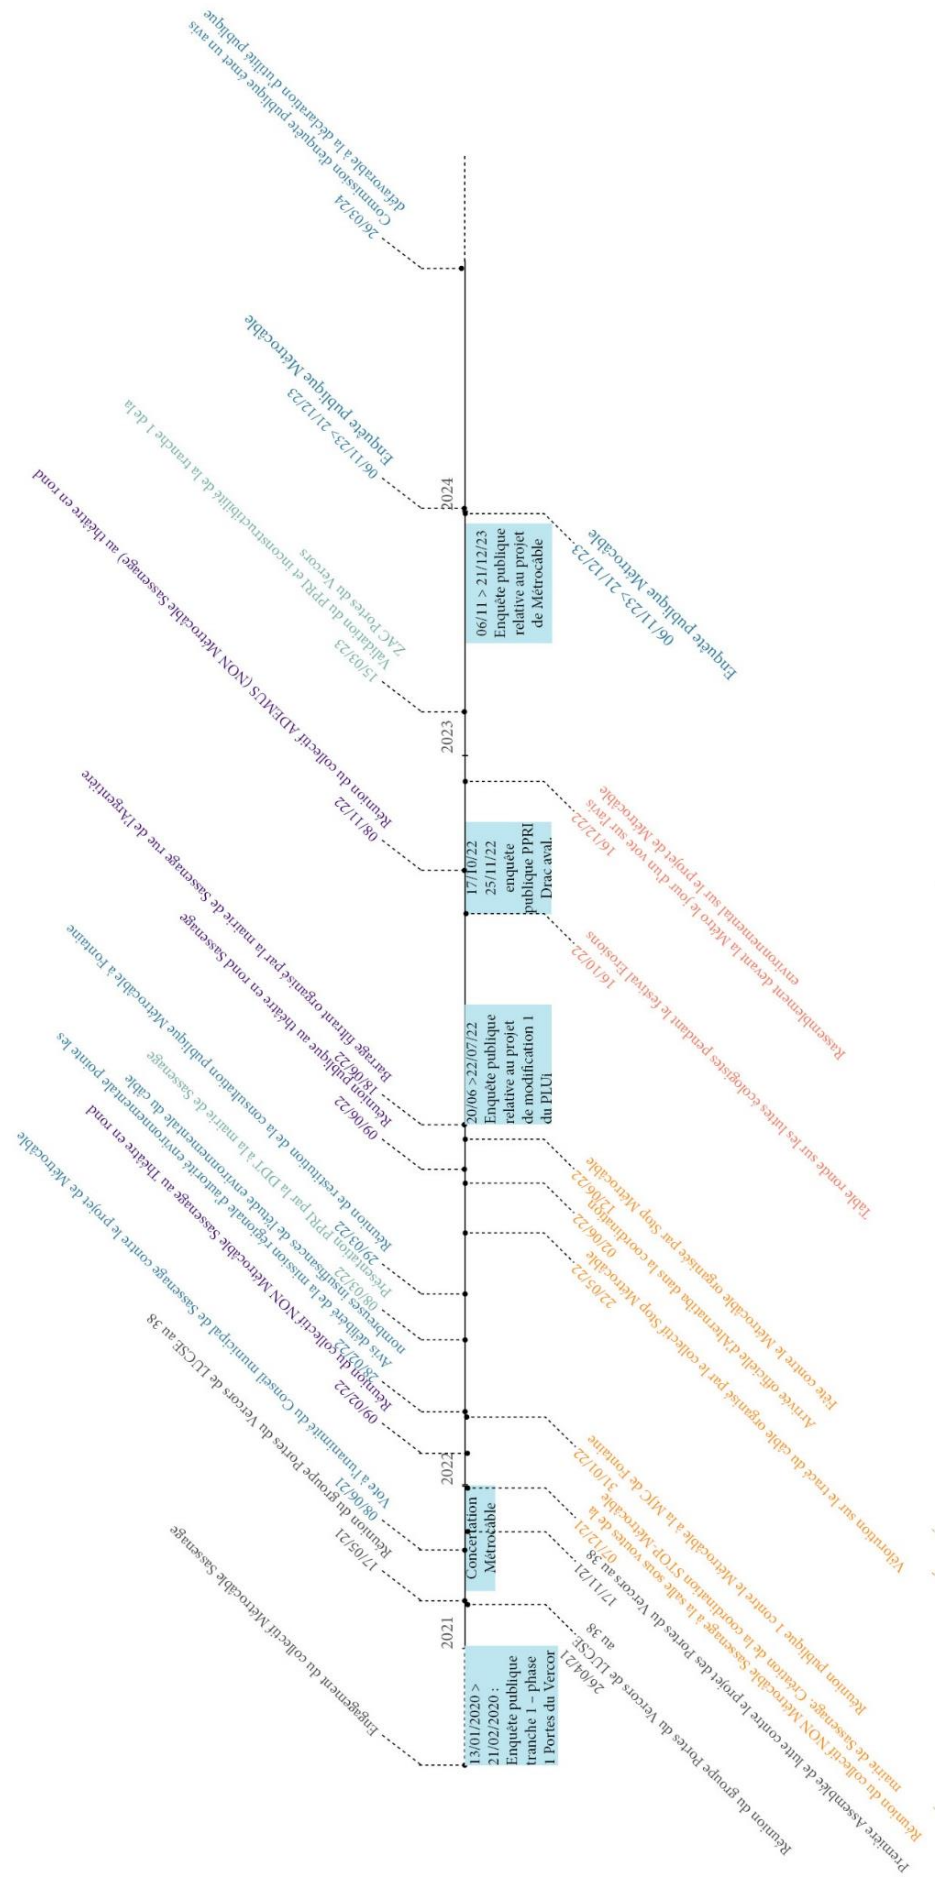 Engagement du collectif Métrocâble Sassenage
17/05/21
Réunion du groupe Portes du Vercors de LUCSE au 38
08/06/21
Vote à l'unanimité du Conseil municipal de Sassenage contre le projet de Métrocâble
09/02/22
Réunion du collectif NON Métrocâble Sassenage au Théâtre en rond
28/02/22
Avis délibéré de la mission régionale d'autorité environnementale pointe les
nombreuses insuffisances de l'étude environnementale du câble
08/03/22
Présentation PPRI par la DDT à la mairie de Sassenage
29/03/22
Réunion de restitution de la consultation publique Métrocâble à Fontaine
09/06/22
Réunion publique au théâtre en rond Sassenage
18/06/22
Barrage filtrant organisé par la mairie de Sassenage rue de l'Argentière
08/11/22
Réunion du collectif ADEMUS (NON Métrocâble Sassenage) au théâtre en rond
15/03/23
Validation du PPRI et inconstructibilité de la tranche 1 de la
ZAC Portes du Vercors
06/11/23> 21/12/23
Enquête publique Métrocâble
26/03/24
Commission d'enquête publique émet un avis
défavorable à la déclaration d'utilité publique
2021
2022
2023
2024
13/01/2020 >
21/02/2020 :
Enquête publique
tranche 1 – phase
1 Portes du Vercor
Concertation
Métrocâble
20/06 >22/07/22
Enquête publique
relative au projet
de modification 1
du PLUi
17/10/22
25/11/22
enquête
publique PPRI
Drac aval.
06/11 > 21/12/23
Enquête publique
relative au projet
de Métrocâble
26/04/21
Réunion du groupe Portes du Vercors de LUCSE
au 38
17/11/21
Première Assemblée de lutte contre le projet des Portes du Vercors au 38
07/12/21
Réunion du collectif NON Métrocâble Sassenage à la salle sous voutes de la
mairie de Sassenage. Création de la coordination STOP-Métrocâble
31/01/22
Réunion publique 1 contre le Métrocâble à la MJC de Fontaine
22/05/22
Vélorution sur le tracé du câble organisé par le collectif Stop Métrocâble
02/06/22
Arrivée officielle d'Alternatiba dans la coordination
12/06/22
Fête contre le Métrocâble organisée par Stop Métrocâble
16/10/22
Table ronde sur les luttes écologistes pendant le festival Érosions
16/12/22
Rassemblement devant la Métro le jour d'un vote sur l'avis
environnemental sur le projet de Métrocâble
06/11/23> 21/12/23
Enquête publique Métrocâble